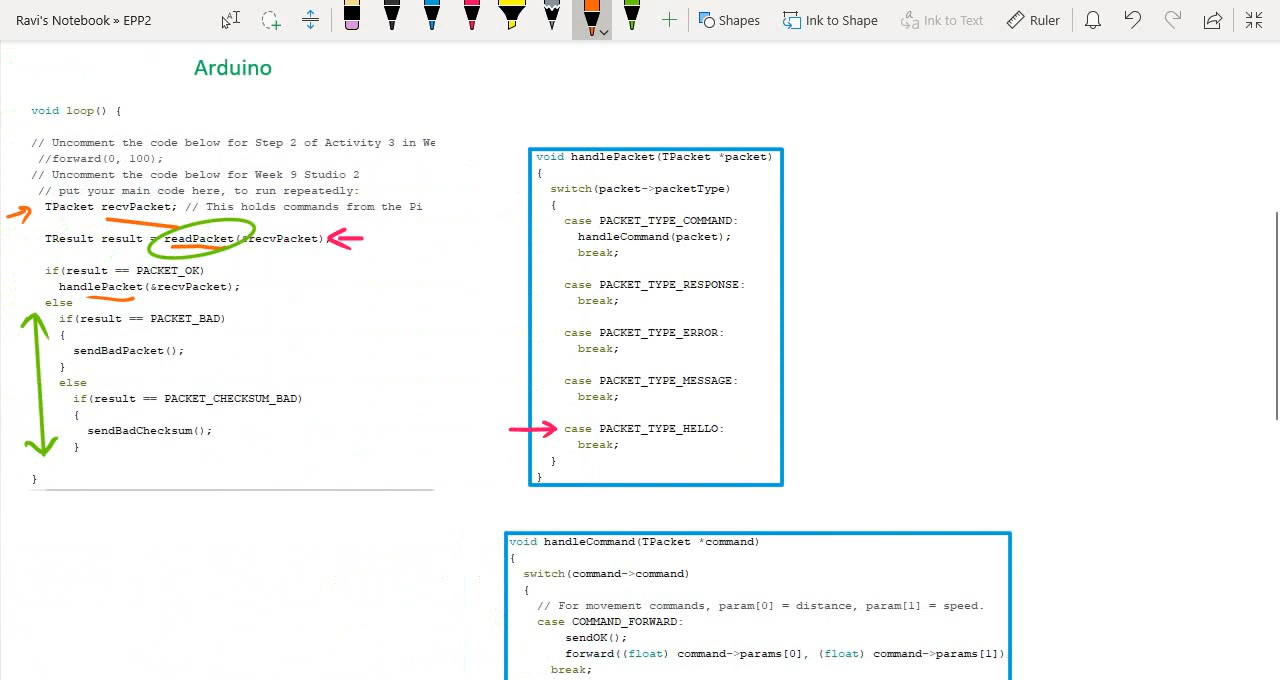 Ravi's Notebook » EPP2
Shapes
Ink to Shape
Ink to Text
Ruler
Arduino
void loop() {
// Uncomment the code below for Step 2 of Activity 3 in We
//forward(0, 100);
// Uncomment the code below for Week 9 Studio 2
// put your main code here, to run repeatedly:
TPacket recvPacket; // This holds commands from the Pi
TResult result = readPacket(&recvPacket);
if(result == PACKET_OK)
handlePacket(&recvPacket);
else
if(result == PACKET_BAD)
{
sendBadPacket();
}
else
if(result == PACKET_CHECKSUM_BAD)
{
sendBadChecksum();
}
}
void handlePacket(TPacket *packet)
{
switch(packet->packetType)
{
case PACKET_TYPE_COMMAND:
handleCommand(packet);
break;
case PACKET_TYPE_RESPONSE:
break;
case PACKET_TYPE_ERROR:
break;
case PACKET_TYPE_MESSAGE:
break;
case PACKET_TYPE_HELLO:
break;
}
}
void handleCommand(TPacket *command)
{
switch(command->command)
{
// For movement commands, param[0] = distance, param[1] = speed.
case COMMAND_FORWARD:
sendOK();
forward((float) command->params[0], (float) command->params[1])
break;